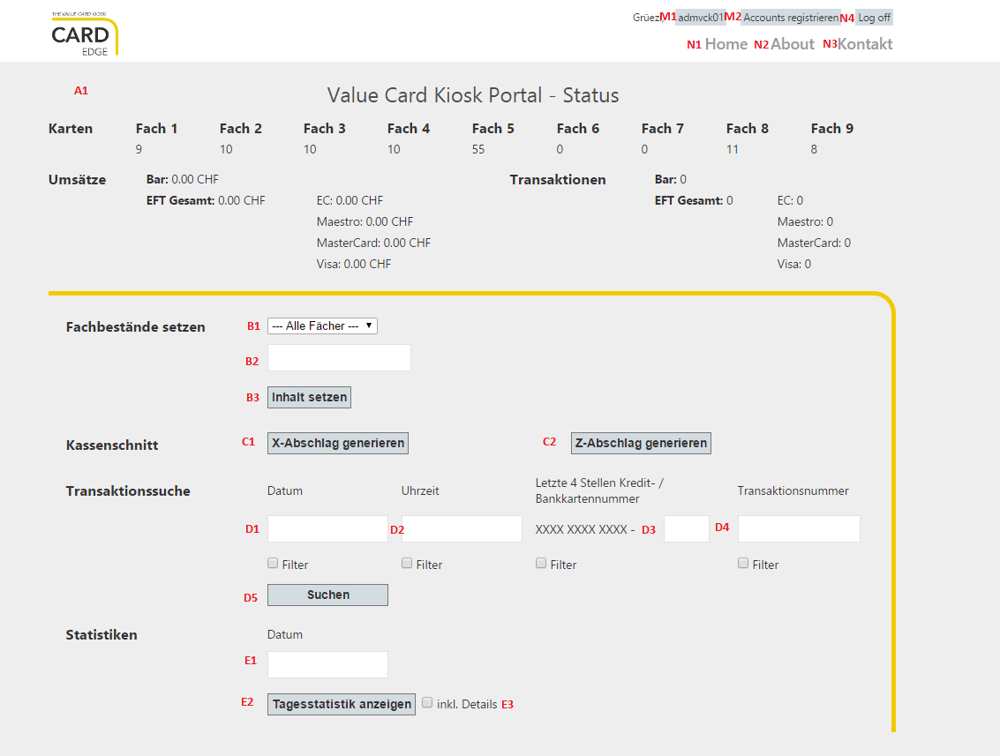 THE VALUE CARD KIOSK
CARD
EDGE
Grüezi M1 admvck01 M2 Accounts registrieren N4 Log off
N1 Home N2 About N3 Kontakt
A1
Value Card Kiosk Portal - Status
Karten Fach 1 Fach 2 Fach 3 Fach 4 Fach 5 Fach 6 Fach 7 Fach 8 Fach 9
9 10 10 10 55 0 0 11 8
Umsätze Bar: 0.00 CHF Transaktionen Bar: 0
EFT Gesamt: 0.00 CHF EC: 0.00 CHF EFT Gesamt: 0 EC: 0
Maestro: 0.00 CHF Maestro: 0
MasterCard: 0.00 CHF MasterCard: 0
Visa: 0.00 CHF Visa: 0
Fachbestände setzen B1 --- Alle Fächer ---
B2
B3 Inhalt setzen
Kassenschnitt C1 X-Abschlag generieren C2 Z-Abschlag generieren
Transaktionssuche Datum Uhrzeit Letzte 4 Stellen Kredit- / Transaktionsnummer
Bankkartennummer
D1 D2 XXXX XXXX XXXX - D3 D4
Filter Filter Filter Filter
D5 Suchen
Statistiken Datum
E1
E2 Tagesstatistik anzeigen inkl. Details E3